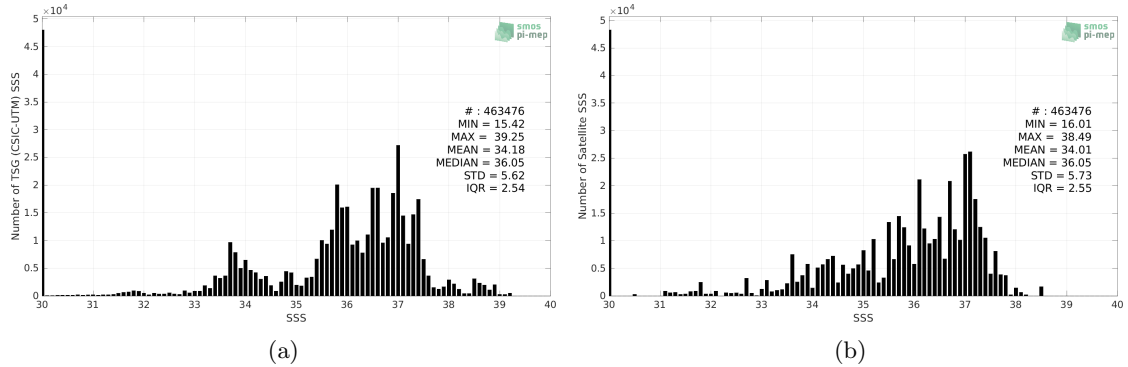 ×10⁴
5
4.5
4
3.5
3
2.5
2
1.5
1
0.5
0
Number of TSG (CSIC-UTM) SSS
30 31 32 33 34 35 36 37 38 39 40
SSS
smos
pi-mep
# : 463476
MIN = 15.42
MAX = 39.25
MEAN = 34.18
MEDIAN = 36.05
STD = 5.62
IQR = 2.54
(a)
×10⁴
5
4.5
4
3.5
3
2.5
2
1.5
1
0.5
0
Number of Satellite SSS
30 31 32 33 34 35 36 37 38 39 40
SSS
smos
pi-mep
# : 463476
MIN = 16.01
MAX = 38.49
MEAN = 34.01
MEDIAN = 36.05
STD = 5.73
IQR = 2.55
(b)